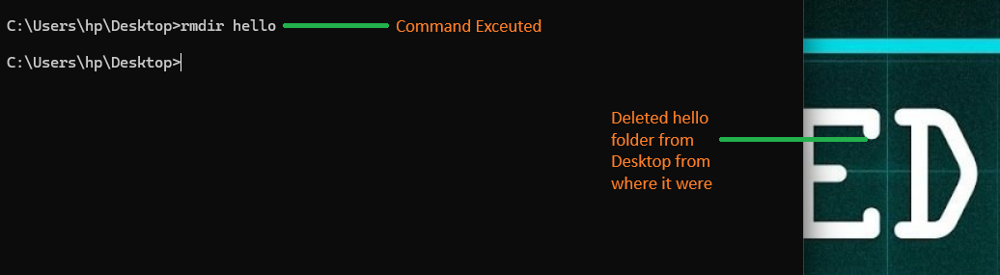 C:\Users\hp\Desktop>rmdir hello
Command Exceuted
C:\Users\hp\Desktop>
Deleted hello
folder from
Desktop from
where it were
ED